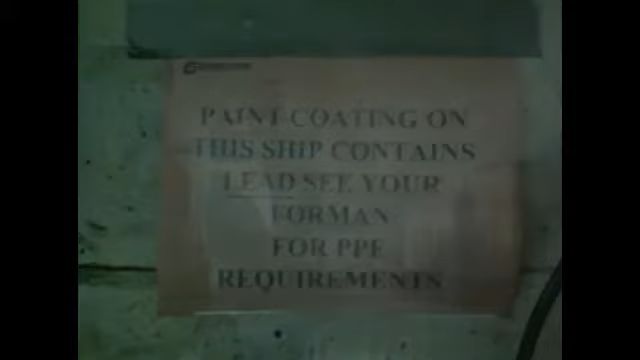 PAINT COATING ON
THIS SHIP CONTAINS
LEAD SEE YOUR
FORMAN
FOR PPE
REQUIREMENTS